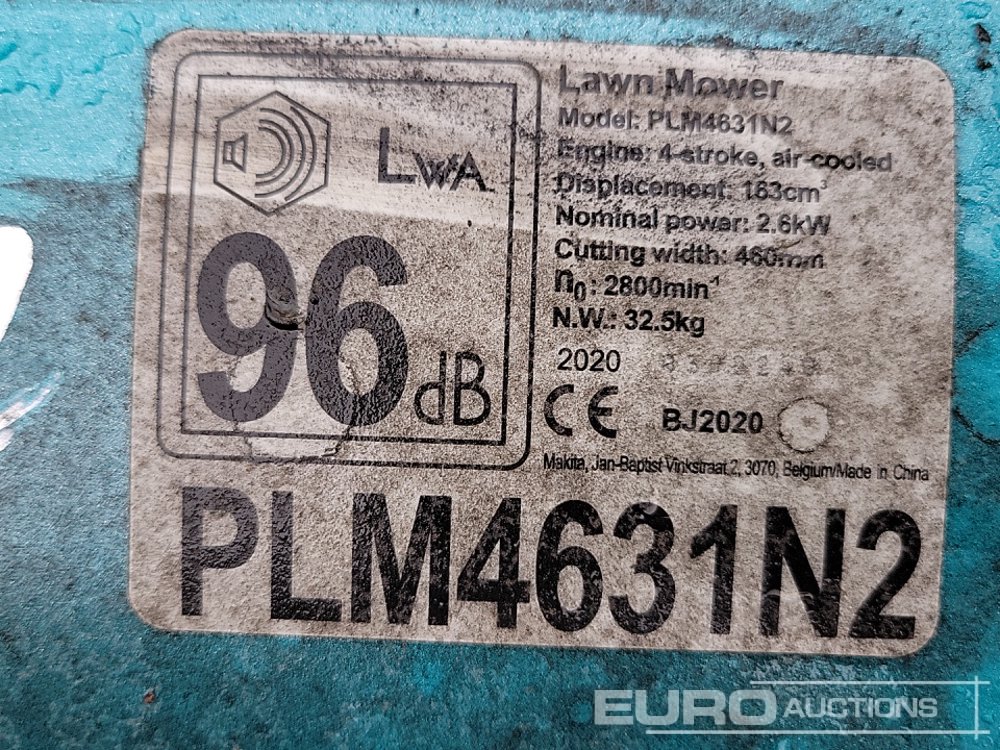 LWA
96 dB
Lawn Mower
Model: PLM4631N2
Engine: 4-stroke, air-cooled
Displacement: 163cm³
Nominal power: 2.6kW
Cutting width: 460mm
n0: 2800min-1
N.W.: 32.5kg
2020
CE BJ2020
Makita, Jan-Baptist Vinkstraat 2, 3070, Belgium/Made in China
PLM4631N2
EURO AUCTIONS